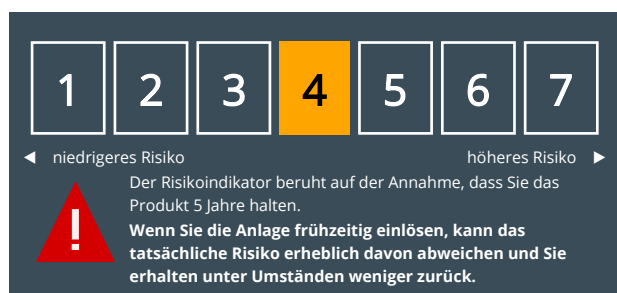 1 2 3 4 5 6 7
◄ niedrigeres Risiko höheres Risiko ►
Der Risikoindikator beruht auf der Annahme, dass Sie das
Produkt 5 Jahre halten.
!
Wenn Sie die Anlage frühzeitig einlösen, kann das
tatsächliche Risiko erheblich davon abweichen und Sie
erhalten unter Umständen weniger zurück.